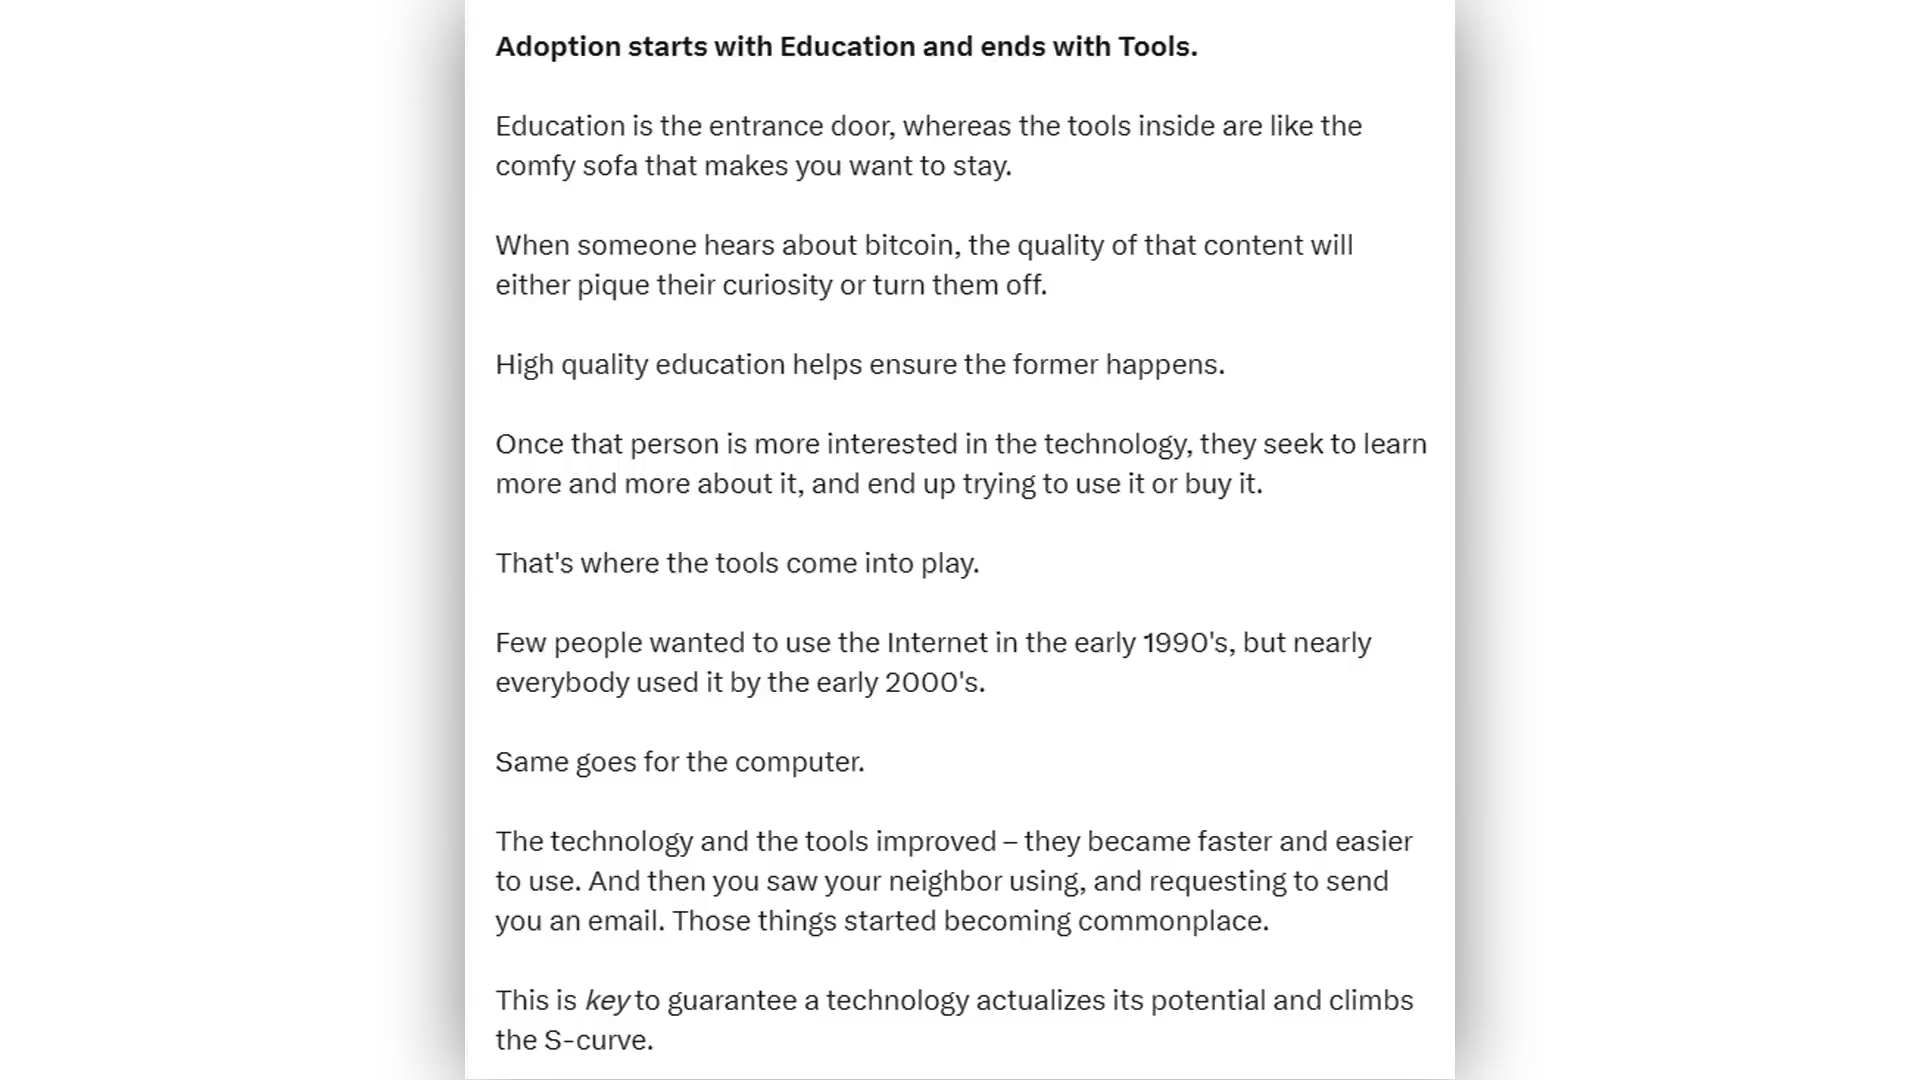 Adoption starts with Education and ends with Tools.
Education is the entrance door, whereas the tools inside are like the
comfy sofa that makes you want to stay.
When someone hears about bitcoin, the quality of that content will
either pique their curiosity or turn them off.
High quality education helps ensure the former happens.
Once that person is more interested in the technology, they seek to learn
more and more about it, and end up trying to use it or buy it.
That's where the tools come into play.
Few people wanted to use the Internet in the early 1990's, but nearly
everybody used it by the early 2000's.
Same goes for the computer.
The technology and the tools improved – they became faster and easier
to use. And then you saw your neighbor using, and requesting to send
you an email. Those things started becoming commonplace.
This is key to guarantee a technology actualizes its potential and climbs
the S-curve.